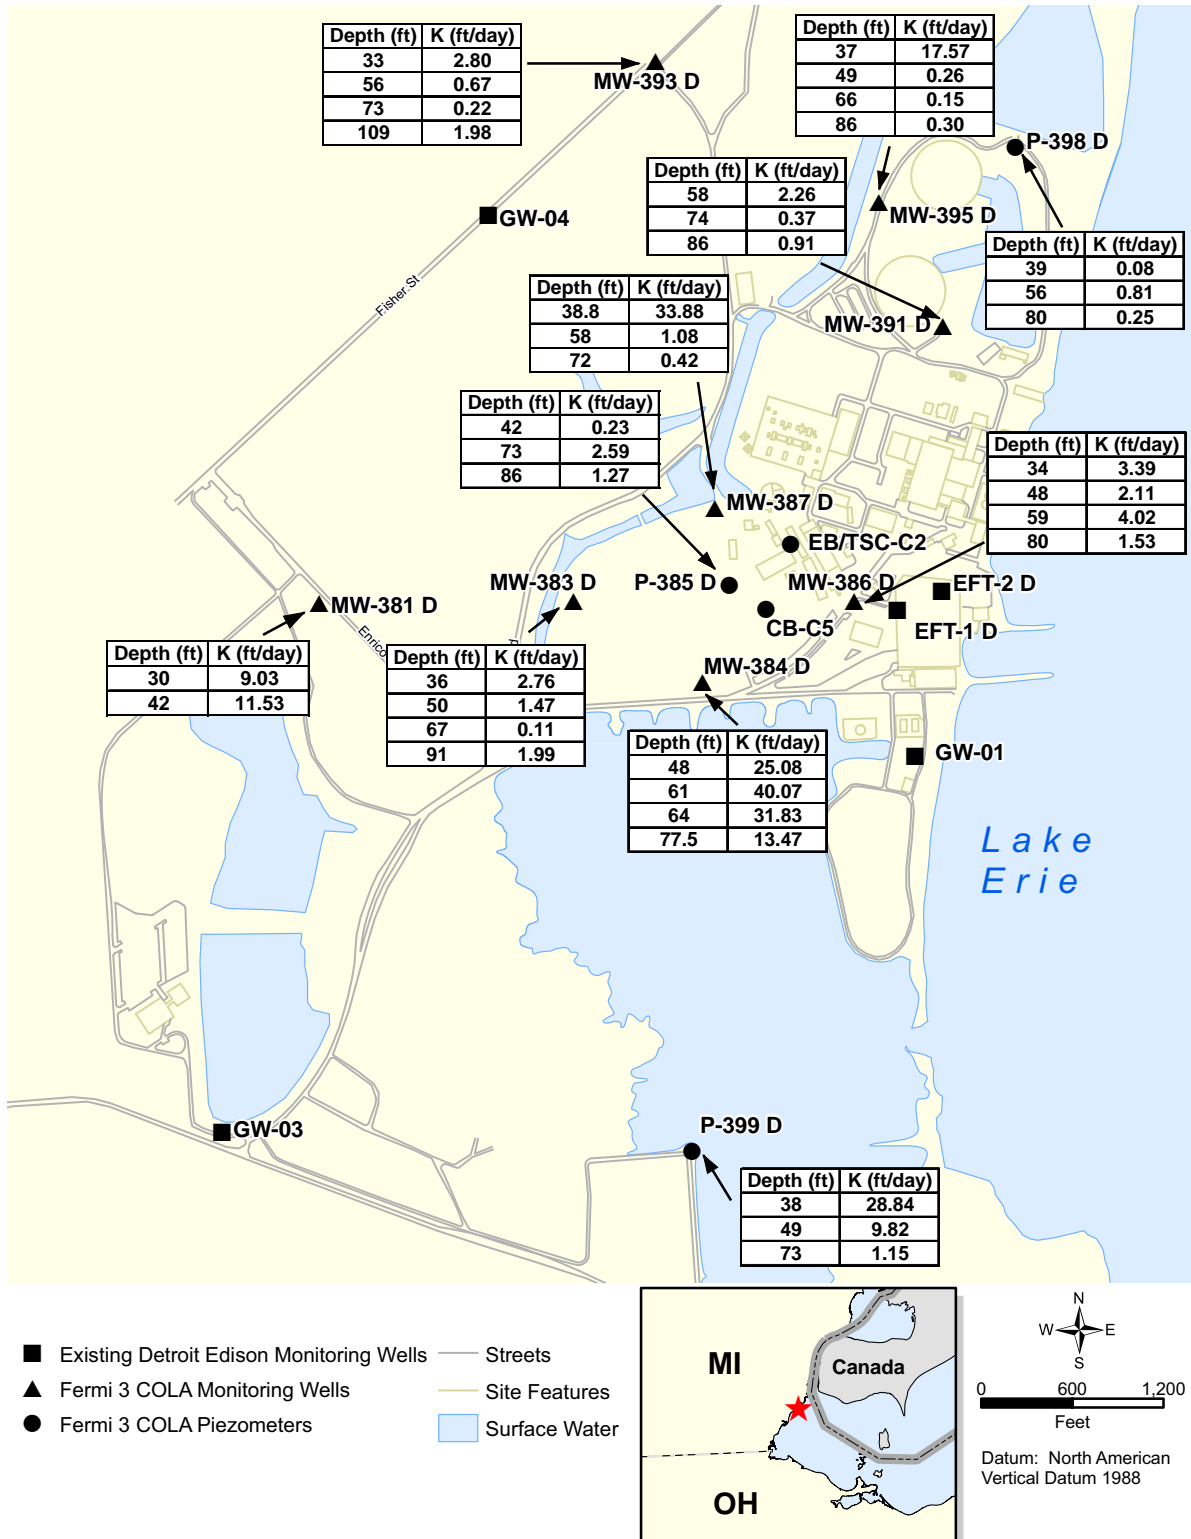 Depth (ft) K (ft/day)
33 2.80
56 0.67
73 0.22
109 1.98
MW-393 D
Depth (ft) K (ft/day)
37 17.57
49 0.26
66 0.15
86 0.30
P-398 D
Depth (ft) K (ft/day)
58 2.26
74 0.37
86 0.91
MW-395 D
GW-04
Depth (ft) K (ft/day)
39 0.08
56 0.81
80 0.25
Fisher St
Depth (ft) K (ft/day)
38.8 33.88
58 1.08
72 0.42
MW-391 D
Depth (ft) K (ft/day)
42 0.23
73 2.59
86 1.27
Depth (ft) K (ft/day)
34 3.39
48 2.11
59 4.02
80 1.53
MW-387 D
EB/TSC-C2
MW-383 D
P-385 D
MW-386 D
EFT-2 D
MW-381 D
CB-C5
EFT-1 D
Enrico
Depth (ft) K (ft/day)
30 9.03
42 11.53
Depth (ft) K (ft/day)
36 2.76
50 1.47
67 0.11
91 1.99
MW-384 D
Depth (ft) K (ft/day)
48 25.08
61 40.07
64 31.83
77.5 13.47
GW-01
Lake
Erie
GW-03
P-399 D
Depth (ft) K (ft/day)
38 28.84
49 9.82
73 1.15
Existing Detroit Edison Monitoring Wells
Fermi 3 COLA Monitoring Wells
Fermi 3 COLA Piezometers
Streets
Site Features
Surface Water
MI
Canada
OH
N
W E
S
0 600 1,200
Feet
Datum: North American
Vertical Datum 1988